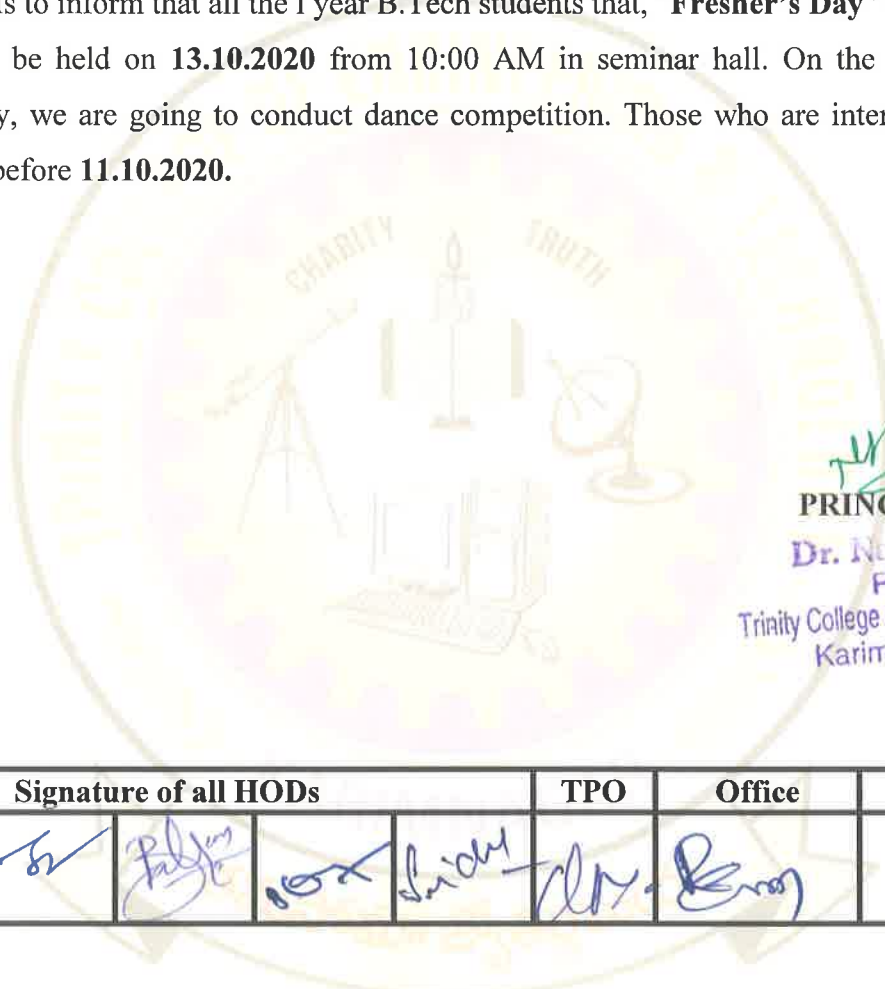 s to inform that all the I year B.Tech students that, "Fresher's Day"
be held on 13.10.2020 from 10:00 AM in seminar hall. On the
y, we are going to conduct dance competition. Those who are inter
before 11.10.2020.
CHARITY TRUTH
PRINC
Dr. N
P
Trinity College
Karim
Signature of all HODs TPO Office